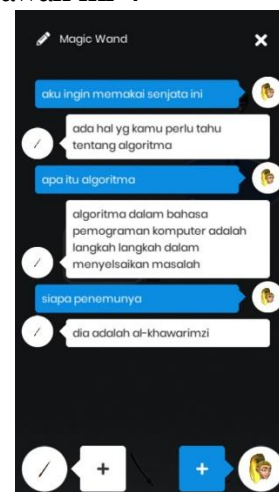 Magic Wand
aku ingin memakai senjata ini
ada hal yg kamu perlu tahu
tentang algoritma
apa itu algoritma
algoritma dalam bahasa
pemograman komputer adalah
langkah langkah dalam
menyelsaikan masalah
siapa penemunya
dia adalah al-khawarimzi